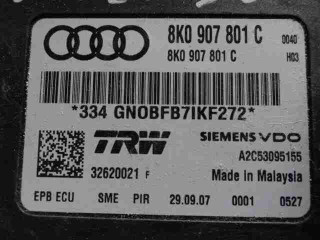 8K0 907 801 C 0040
8K0 907 801 C H03
*334 GNOBFB7IKF272*
TRW SIEMENS VDO
32620021 F A2C53095155
Made in Malaysia
EPB ECU SME PIR 29.09.07 0001 0527